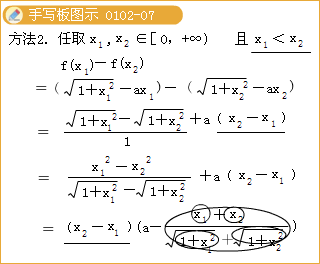 手写板图示 0102-07
方法2. 任取 x₁,x₂∈[0, +∞) 且 x₁<x₂
f(x₁)−f(x₂)
= (√(1+x₁²)−ax₁)−(√(1+x₂²)−ax₂)
= (√(1+x₁²)−√(1+x₂²))/1+a(x₂−x₁)
= (x₁²−x₂²)/(√(1+x₁²)−√(1+x₂²)) +a(x₂−x₁)
= (x₂−x₁)(a−(x₁+x₂)/(√(1+x₁²)+√(1+x₂²)))